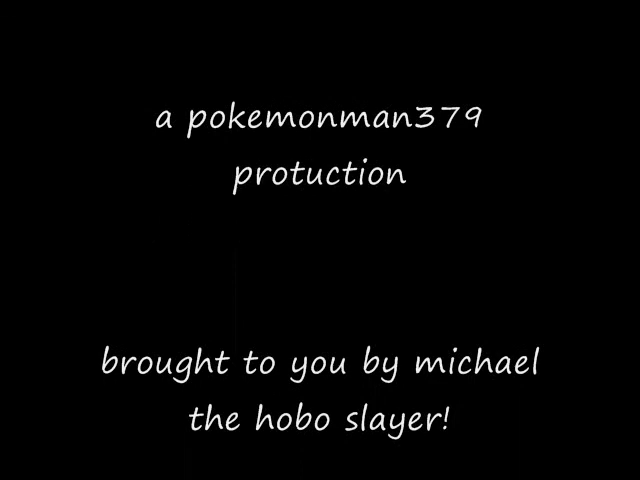 a pokemonman379
protuction
brought to you by michael
the hobo slayer!